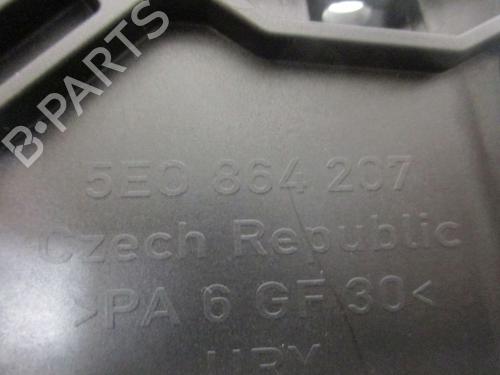 B-PARTS
5E0 864 207
Czech Republic
>PA 6 GF 30<